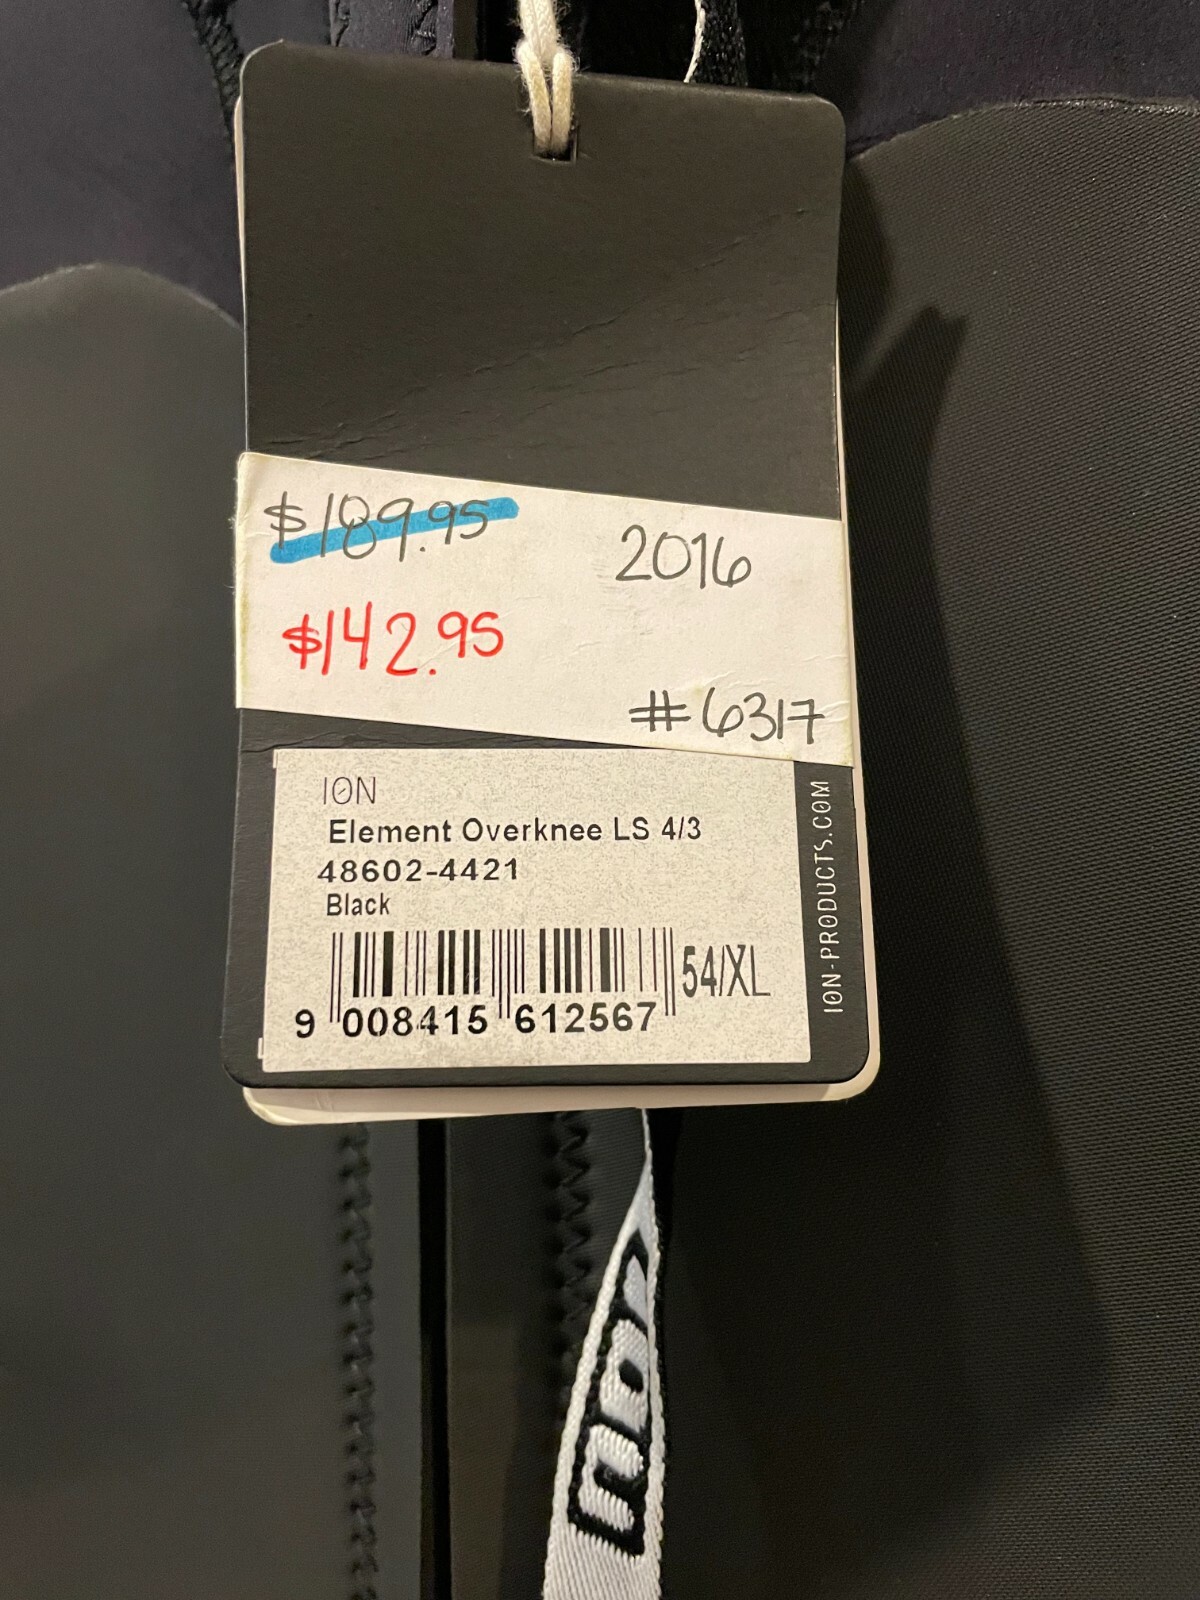 $189.95
2016
$142.95
#6317
ION
Element Overknee LS 4/3
48602-4421
Black
54/XL
9 008415 612567
ION-PRODUCTS.COM
ion